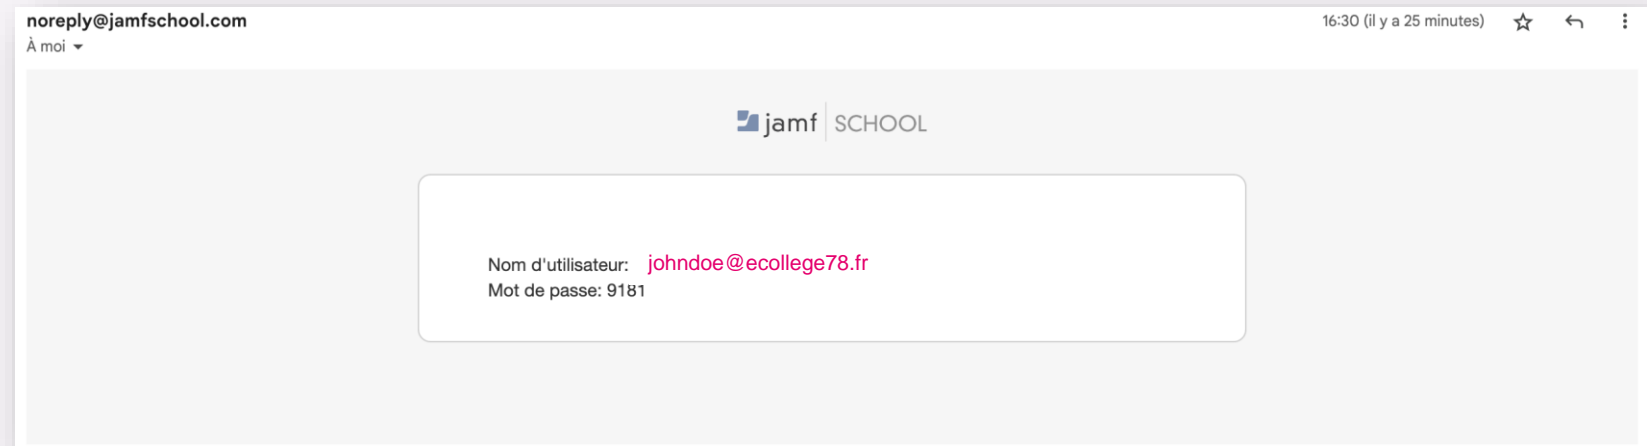 noreply@jamfschool.com
16:30 (il y a 25 minutes)
À moi
jamf SCHOOL
Nom d'utilisateur: johndoe@ecollege78.fr
Mot de passe: 9181